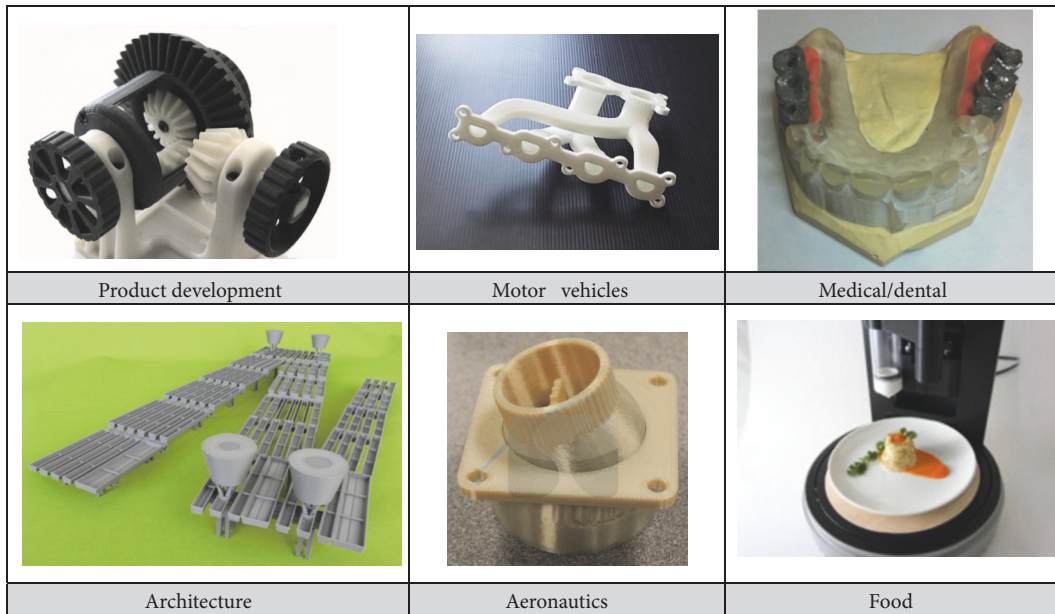 Product development
Motor vehicles
Medical/dental
Architecture
Aeronautics
Food